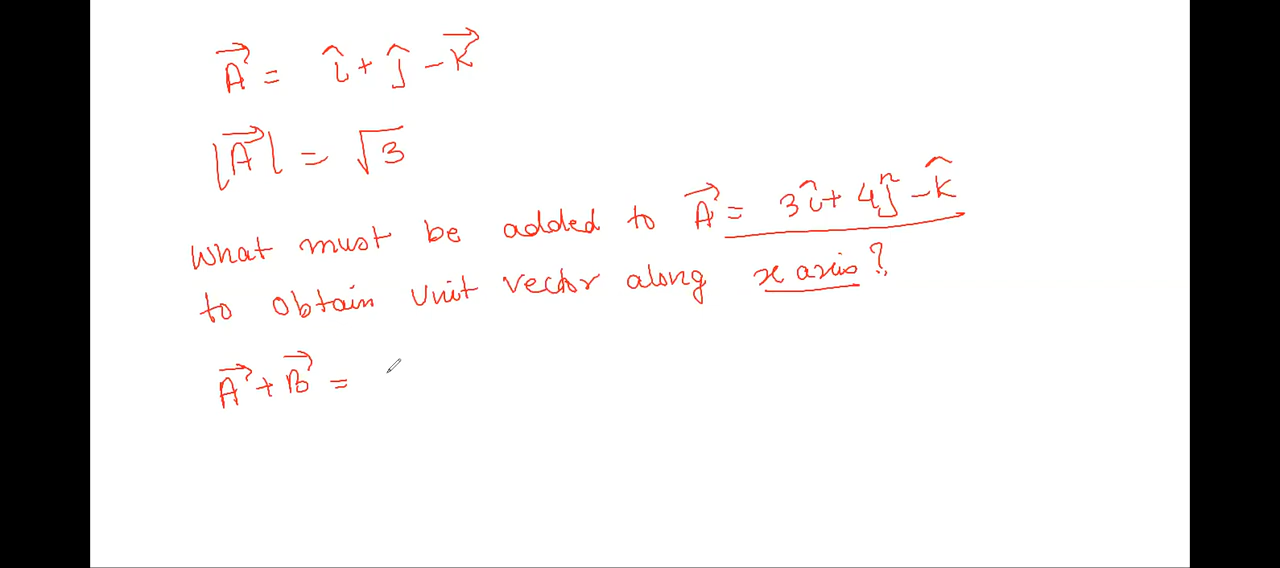 A⃗ = î + ĵ - K⃗
|A⃗| = √3
What must be added to A⃗ = 3î + 4ĵ - k̂
to obtain unit vector along x axis?
A⃗ + B⃗ =